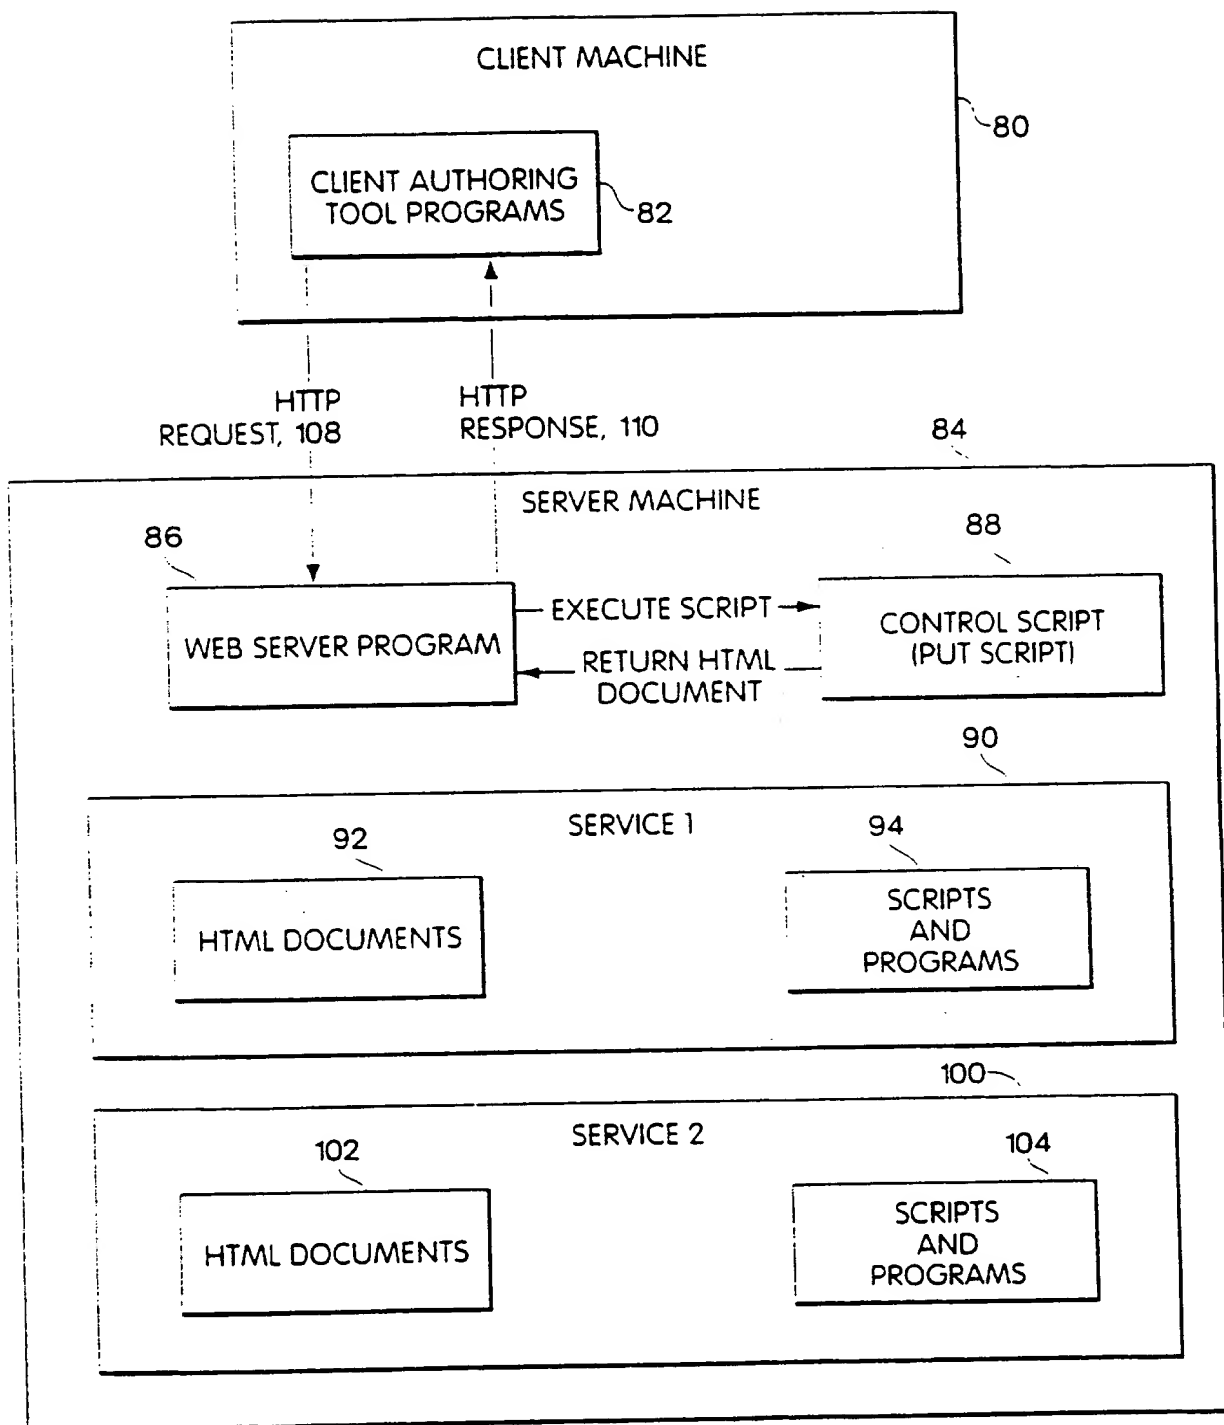 CLIENT MACHINE
80
CLIENT AUTHORING
TOOL PROGRAMS
82
HTTP
REQUEST, 108
HTTP
RESPONSE, 110
84
SERVER MACHINE
86
88
WEB SERVER PROGRAM
EXECUTE SCRIPT
RETURN HTML
DOCUMENT
CONTROL SCRIPT
(PUT SCRIPT)
90
SERVICE 1
92
94
HTML DOCUMENTS
SCRIPTS
AND
PROGRAMS
100
SERVICE 2
102
104
HTML DOCUMENTS
SCRIPTS
AND
PROGRAMS